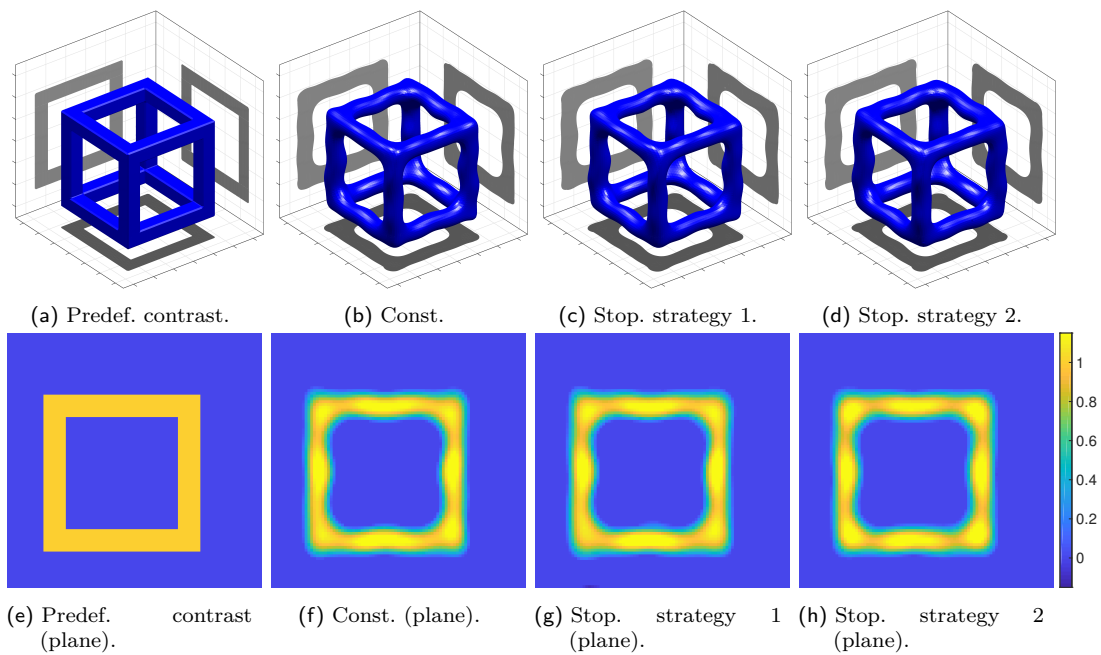 (a) Predef. contrast.
(b) Const.
(c) Stop. strategy 1.
(d) Stop. strategy 2.
1
0.8
0.6
0.4
0.2
0
(e) Predef. contrast
(plane).
(f) Const. (plane).
(g) Stop. strategy 1
(plane).
(h) Stop. strategy 2
(plane).